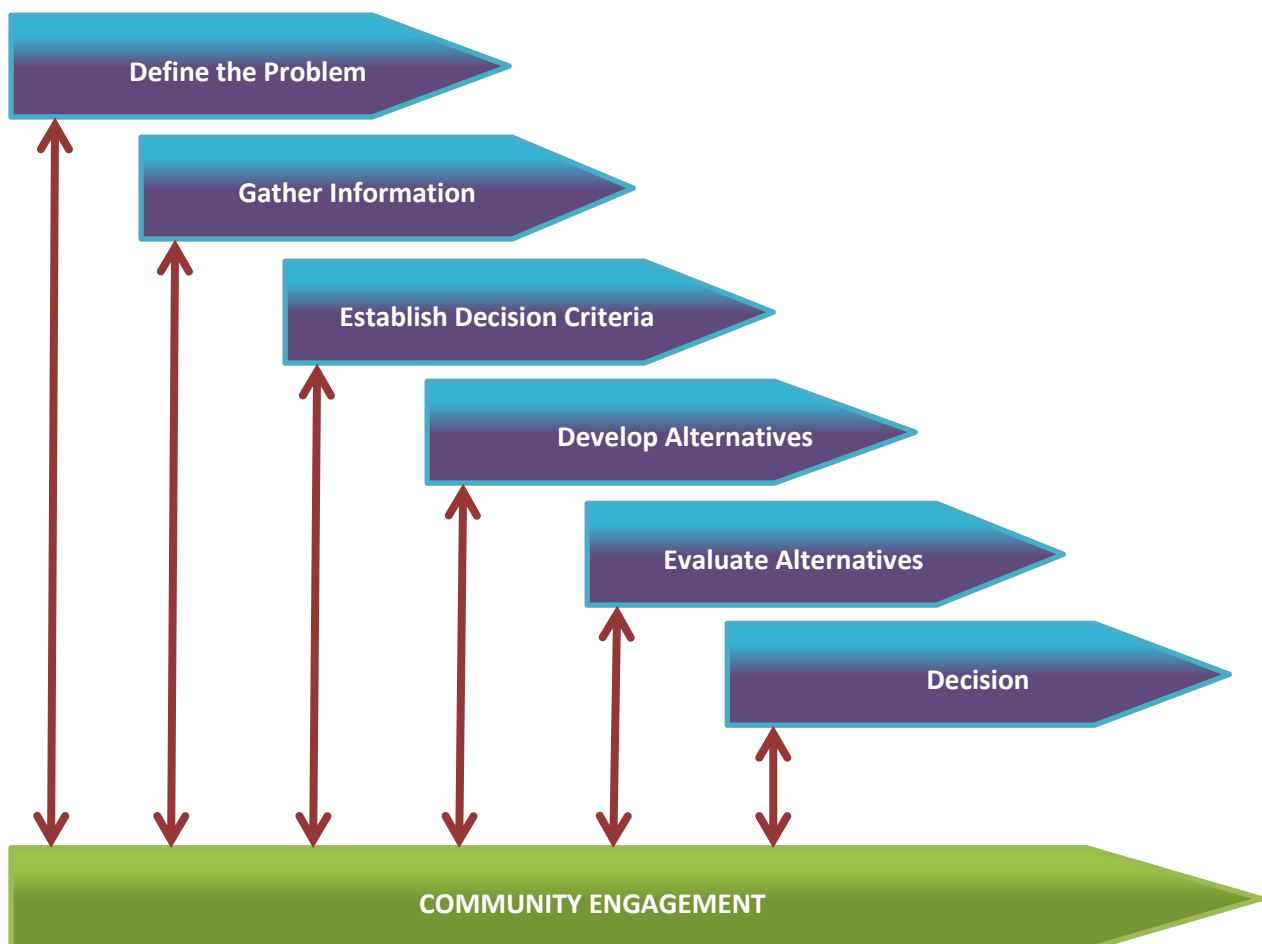 Define the Problem
Gather Information
Establish Decision Criteria
Develop Alternatives
Evaluate Alternatives
Decision
COMMUNITY ENGAGEMENT